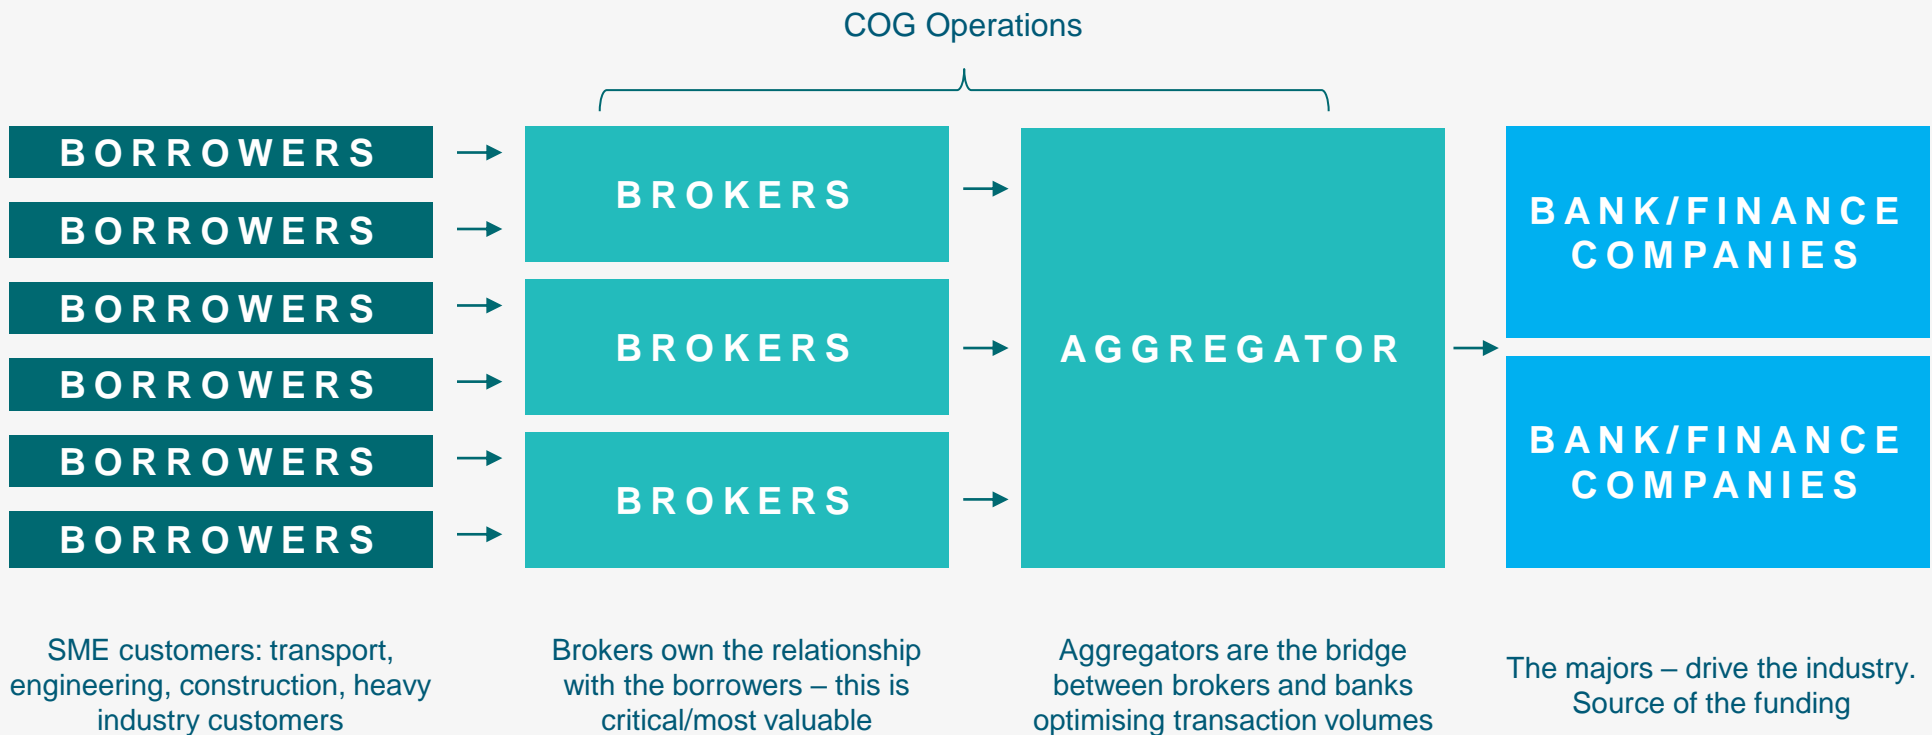 COG Operations
BORROWERS
BORROWERS
BORROWERS
BORROWERS
BORROWERS
BORROWERS
BROKERS
BROKERS
BROKERS
AGGREGATOR
BANK/FINANCE
COMPANIES
BANK/FINANCE
COMPANIES
SME customers: transport,
engineering, construction, heavy
industry customers
Brokers own the relationship
with the borrowers – this is
critical/most valuable
Aggregators are the bridge
between brokers and banks
optimising transaction volumes
The majors – drive the industry.
Source of the funding